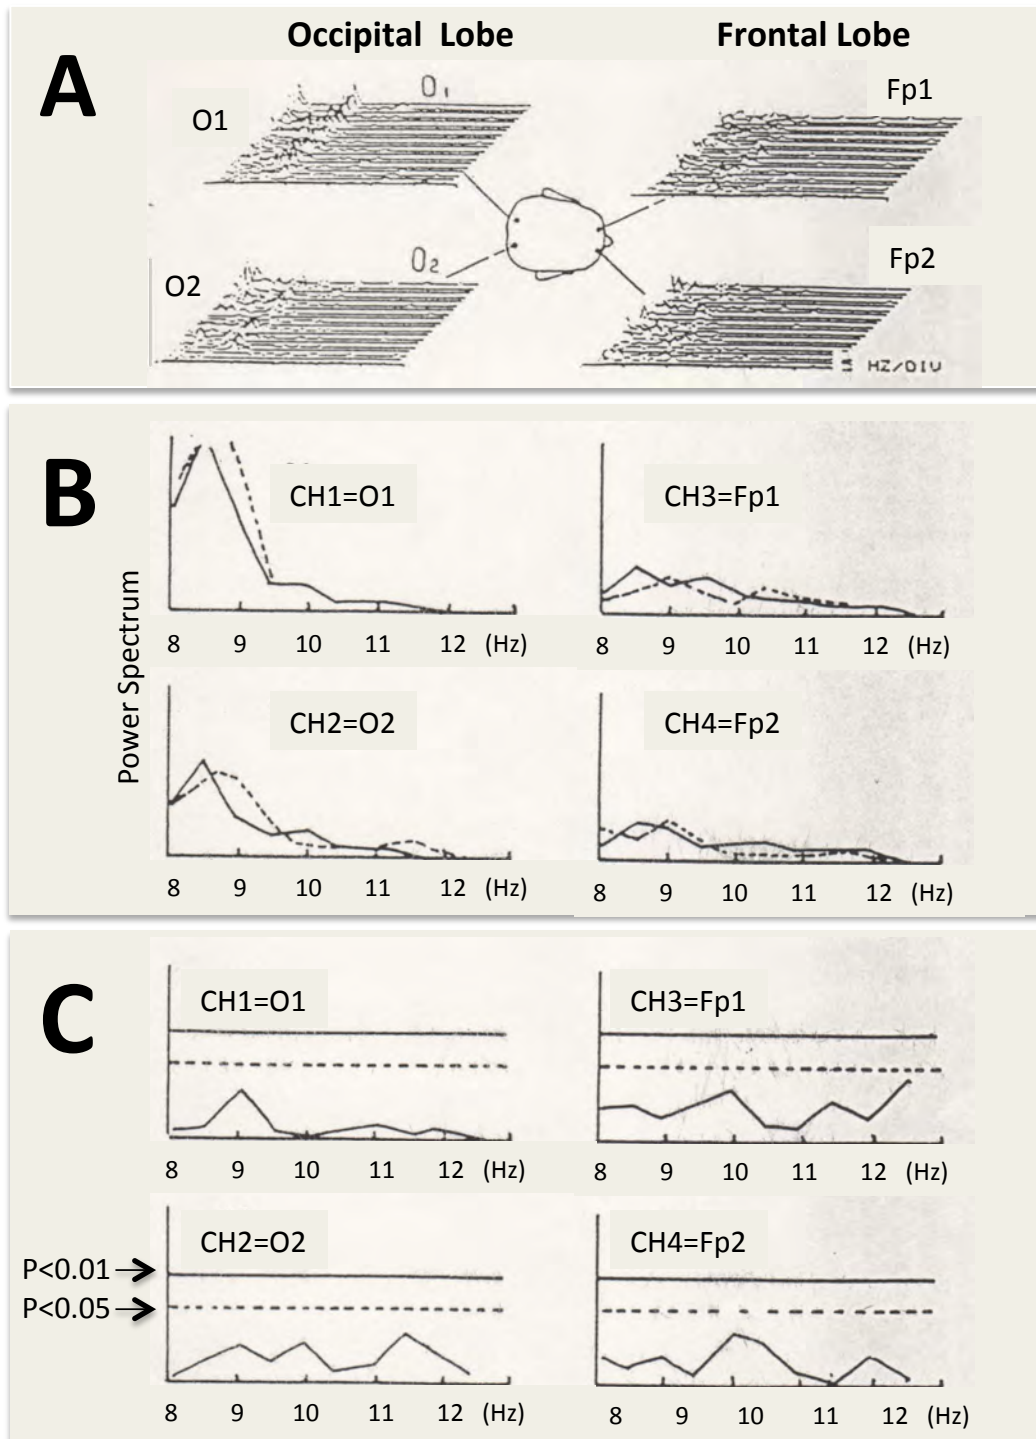 Occipital Lobe
Frontal Lobe
A
O1
O₁
Fp1
O2
O₂
Fp2
HZ/DIV
B
Power Spectrum
CH1=O1
8 9 10 11 12 (Hz)
CH3=Fp1
8 9 10 11 12 (Hz)
CH2=O2
8 9 10 11 12 (Hz)
CH4=Fp2
8 9 10 11 12 (Hz)
C
CH1=O1
8 9 10 11 12 (Hz)
CH3=Fp1
8 9 10 11 12 (Hz)
CH2=O2
P<0.01
P<0.05
8 9 10 11 12 (Hz)
CH4=Fp2
8 9 10 11 12 (Hz)